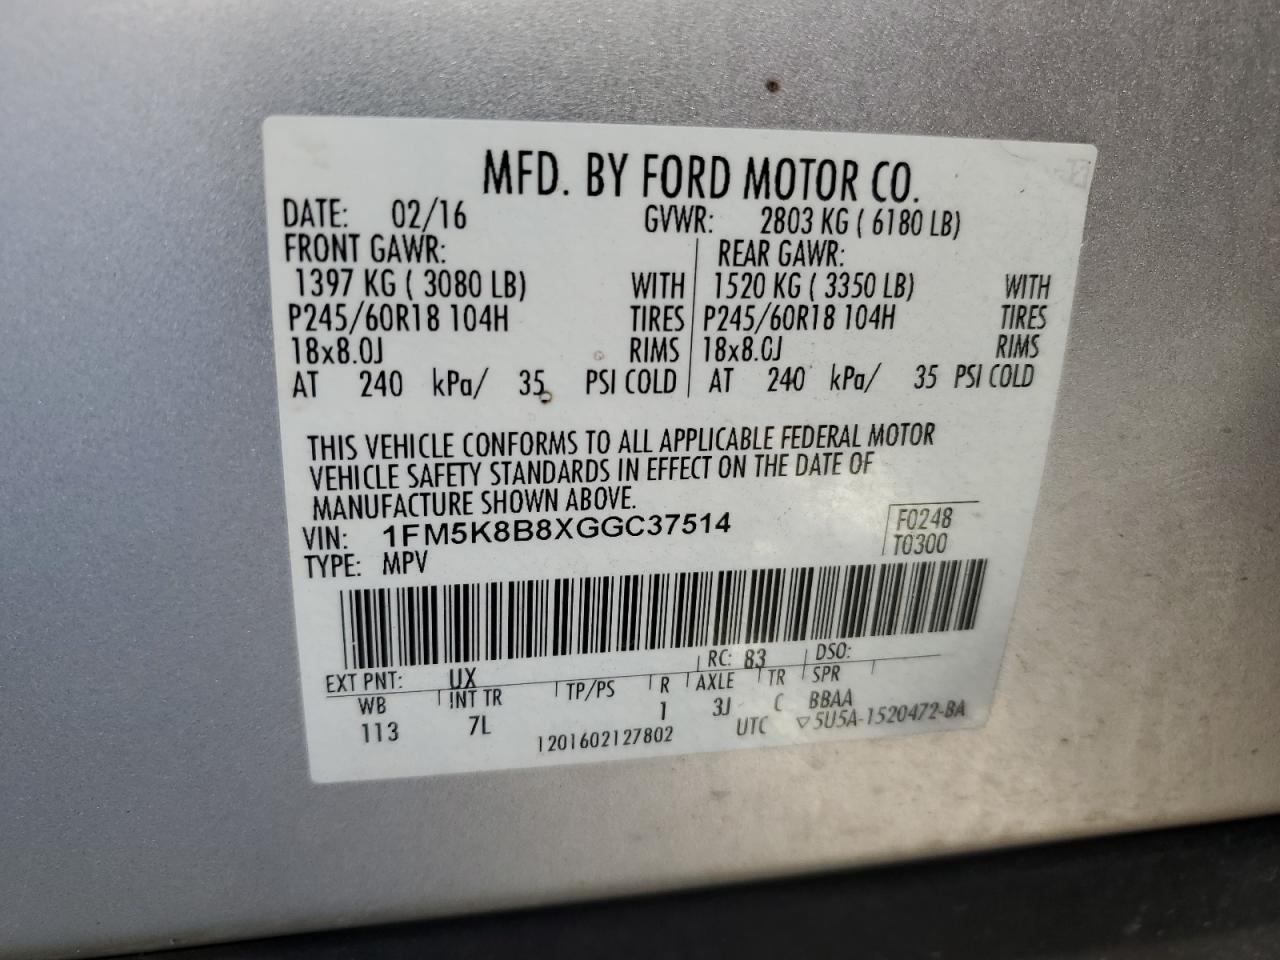 MFD. BY FORD MOTOR CO.
DATE: 02/16 GVWR: 2803 KG ( 6180 LB)
FRONT GAWR: REAR GAWR:
1397 KG ( 3080 LB) WITH 1520 KG ( 3350 LB) WITH
P245/60R18 104H TIRES P245/60R18 104H TIRES
18x8.0J RIMS 18x8.0J RIMS
AT 240 kPa/ 35 PSI COLD AT 240 kPa/ 35 PSI COLD
THIS VEHICLE CONFORMS TO ALL APPLICABLE FEDERAL MOTOR
VEHICLE SAFETY STANDARDS IN EFFECT ON THE DATE OF
MANUFACTURE SHOWN ABOVE.
VIN: 1FM5K8B8XGGC37514 F0248
TYPE: MPV T0300
EXT PNT: UX RC: 83 DSO:
WB INT TR TP/PS R AXLE TR SPR
113 7L 1 3J C BBAA
1201602127802 UTC ▽5U5A-1520472-BA